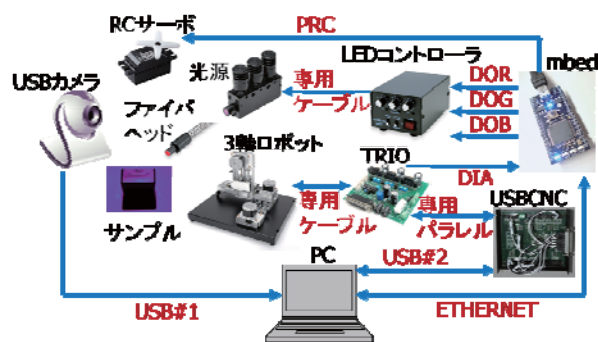 RCサーボ
PRC
LEDコントローラ
mbed
USBカメラ
光源
専用
ケーブル
DOR
DOG
DOB
ファイバ
ヘッド
3軸ロボット
TRIO
DIA
専用
ケーブル
専用
パラレル
USBCNC
サンプル
PC
USB#2
USB#1
ETHERNET